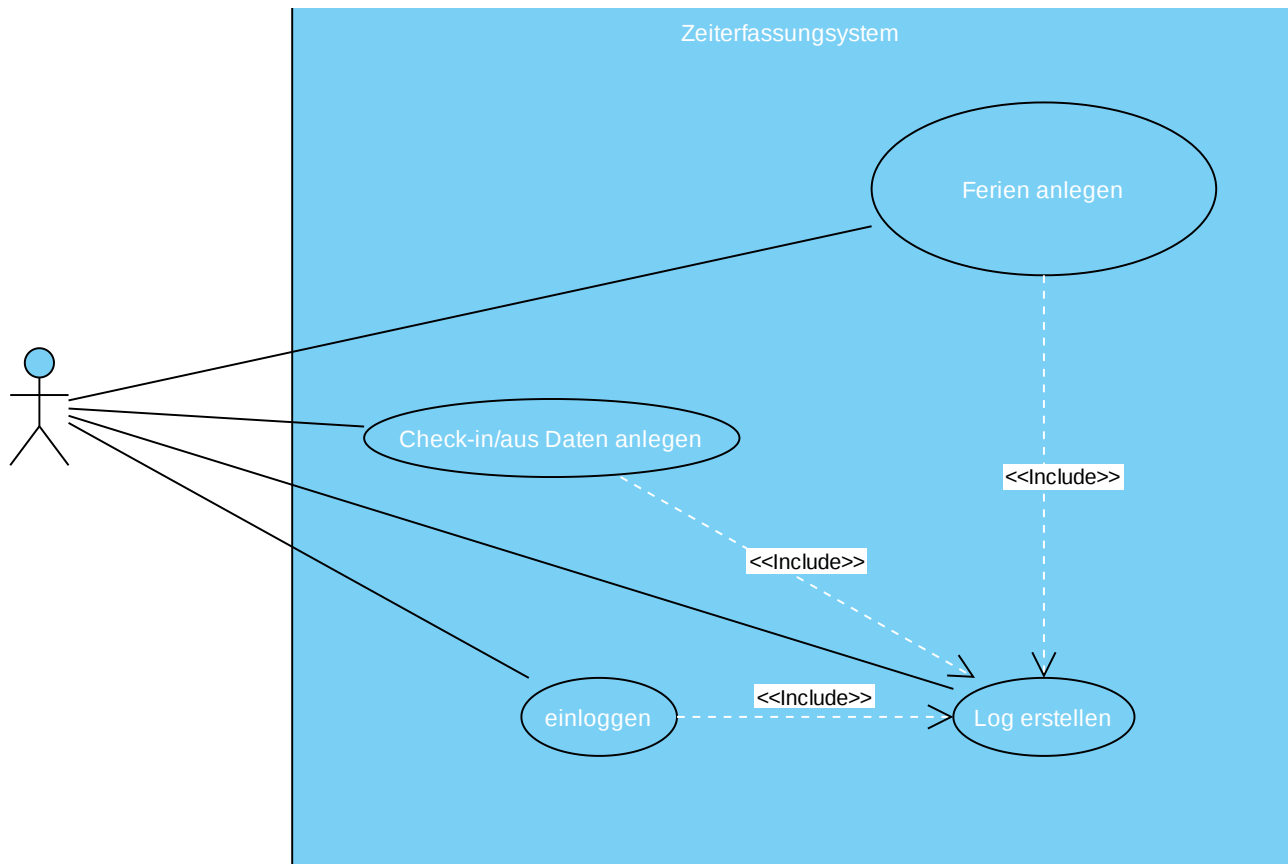 Zeiterfassungsystem
Ferien anlegen
Check-in/aus Daten anlegen
<<Include>>
<<Include>>
<<Include>>
einloggen
Log erstellen